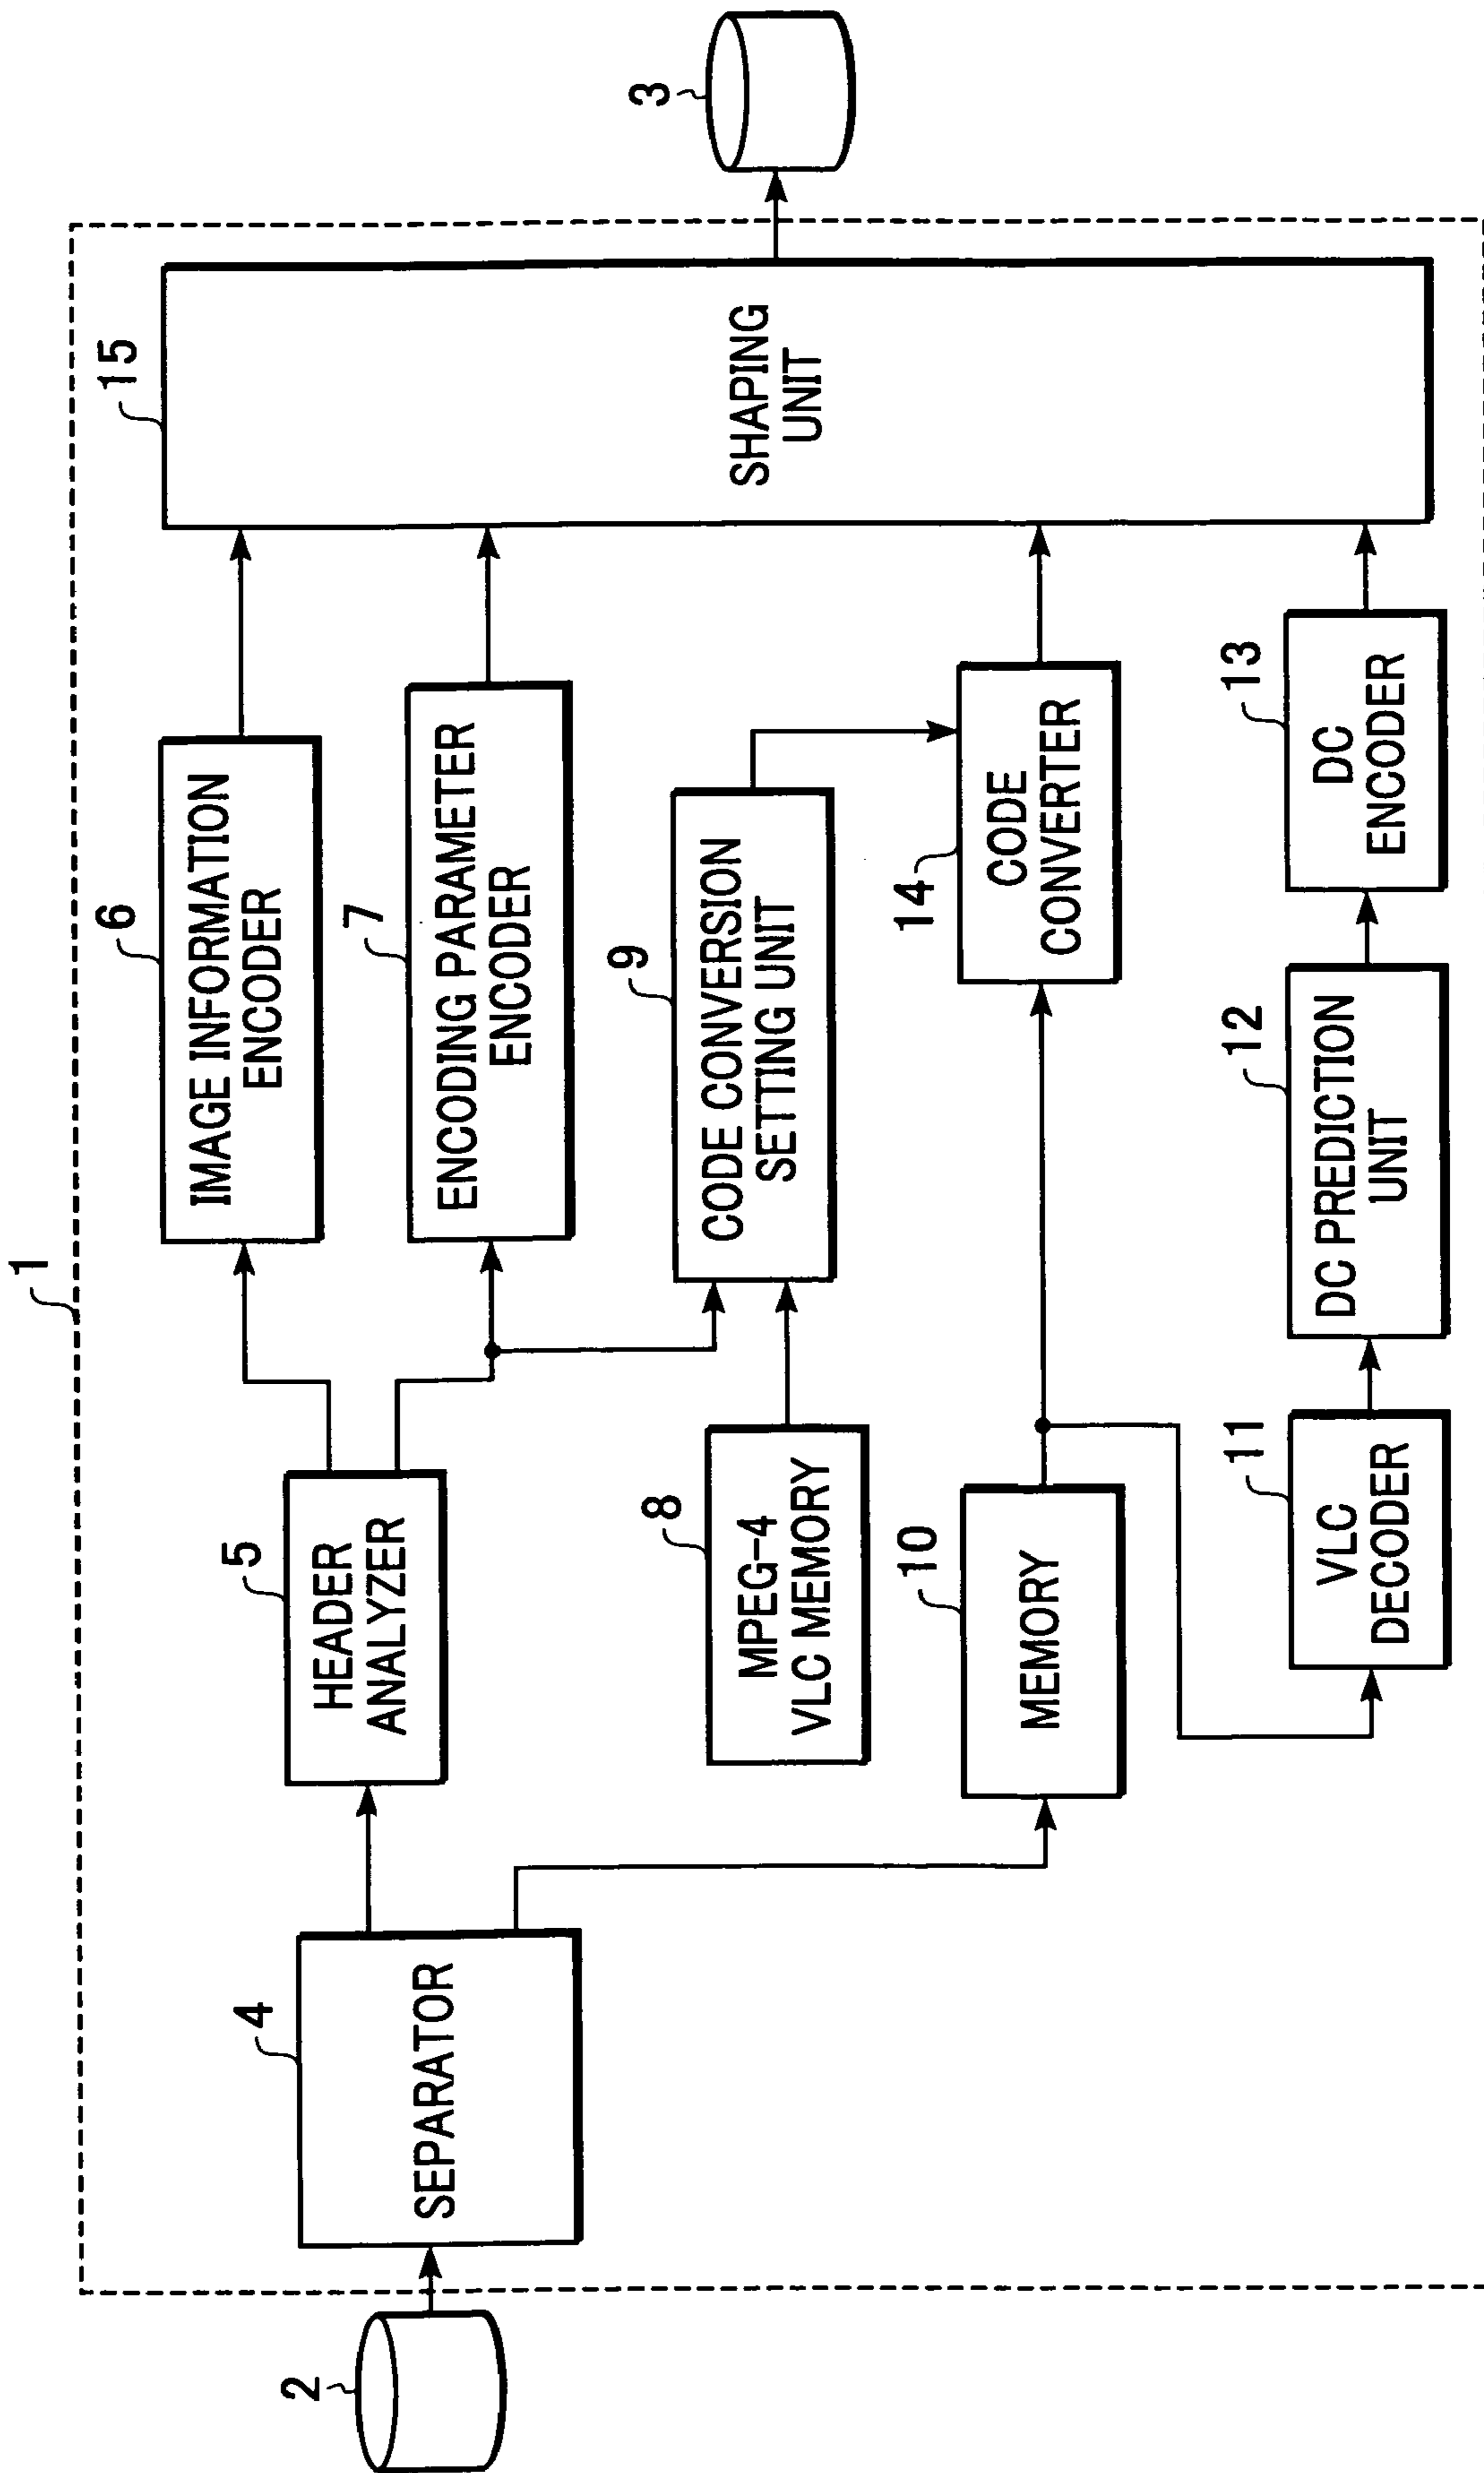 1
2
4
SEPARATOR
5
HEADER
ANALYZER
6
IMAGE INFORMATION
ENCODER
7
ENCODING PARAMETER
ENCODER
8
MPEG-4
VLC MEMORY
9
CODE CONVERSION
SETTING UNIT
10
MEMORY
14
CODE
CONVERTER
11
VLC
DECODER
12
DC PREDICTION
UNIT
13
DC
ENCODER
15
SHAPING
UNIT
3